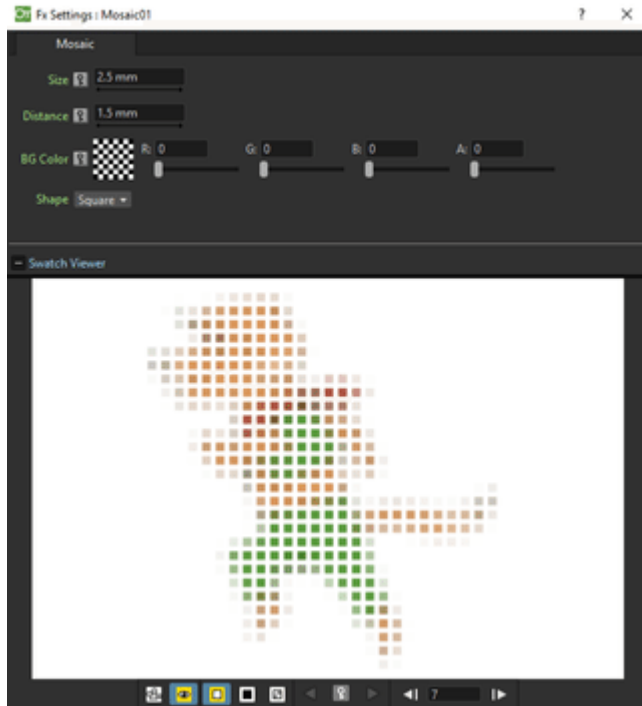 Fx Settings : Mosaic01 ? ×
Mosaic
Size 2.5 mm
Distance 1.5 mm
BG Color R: 0 G: 0 B: 0 A: 0
Shape Square
Swatch Viewer
7